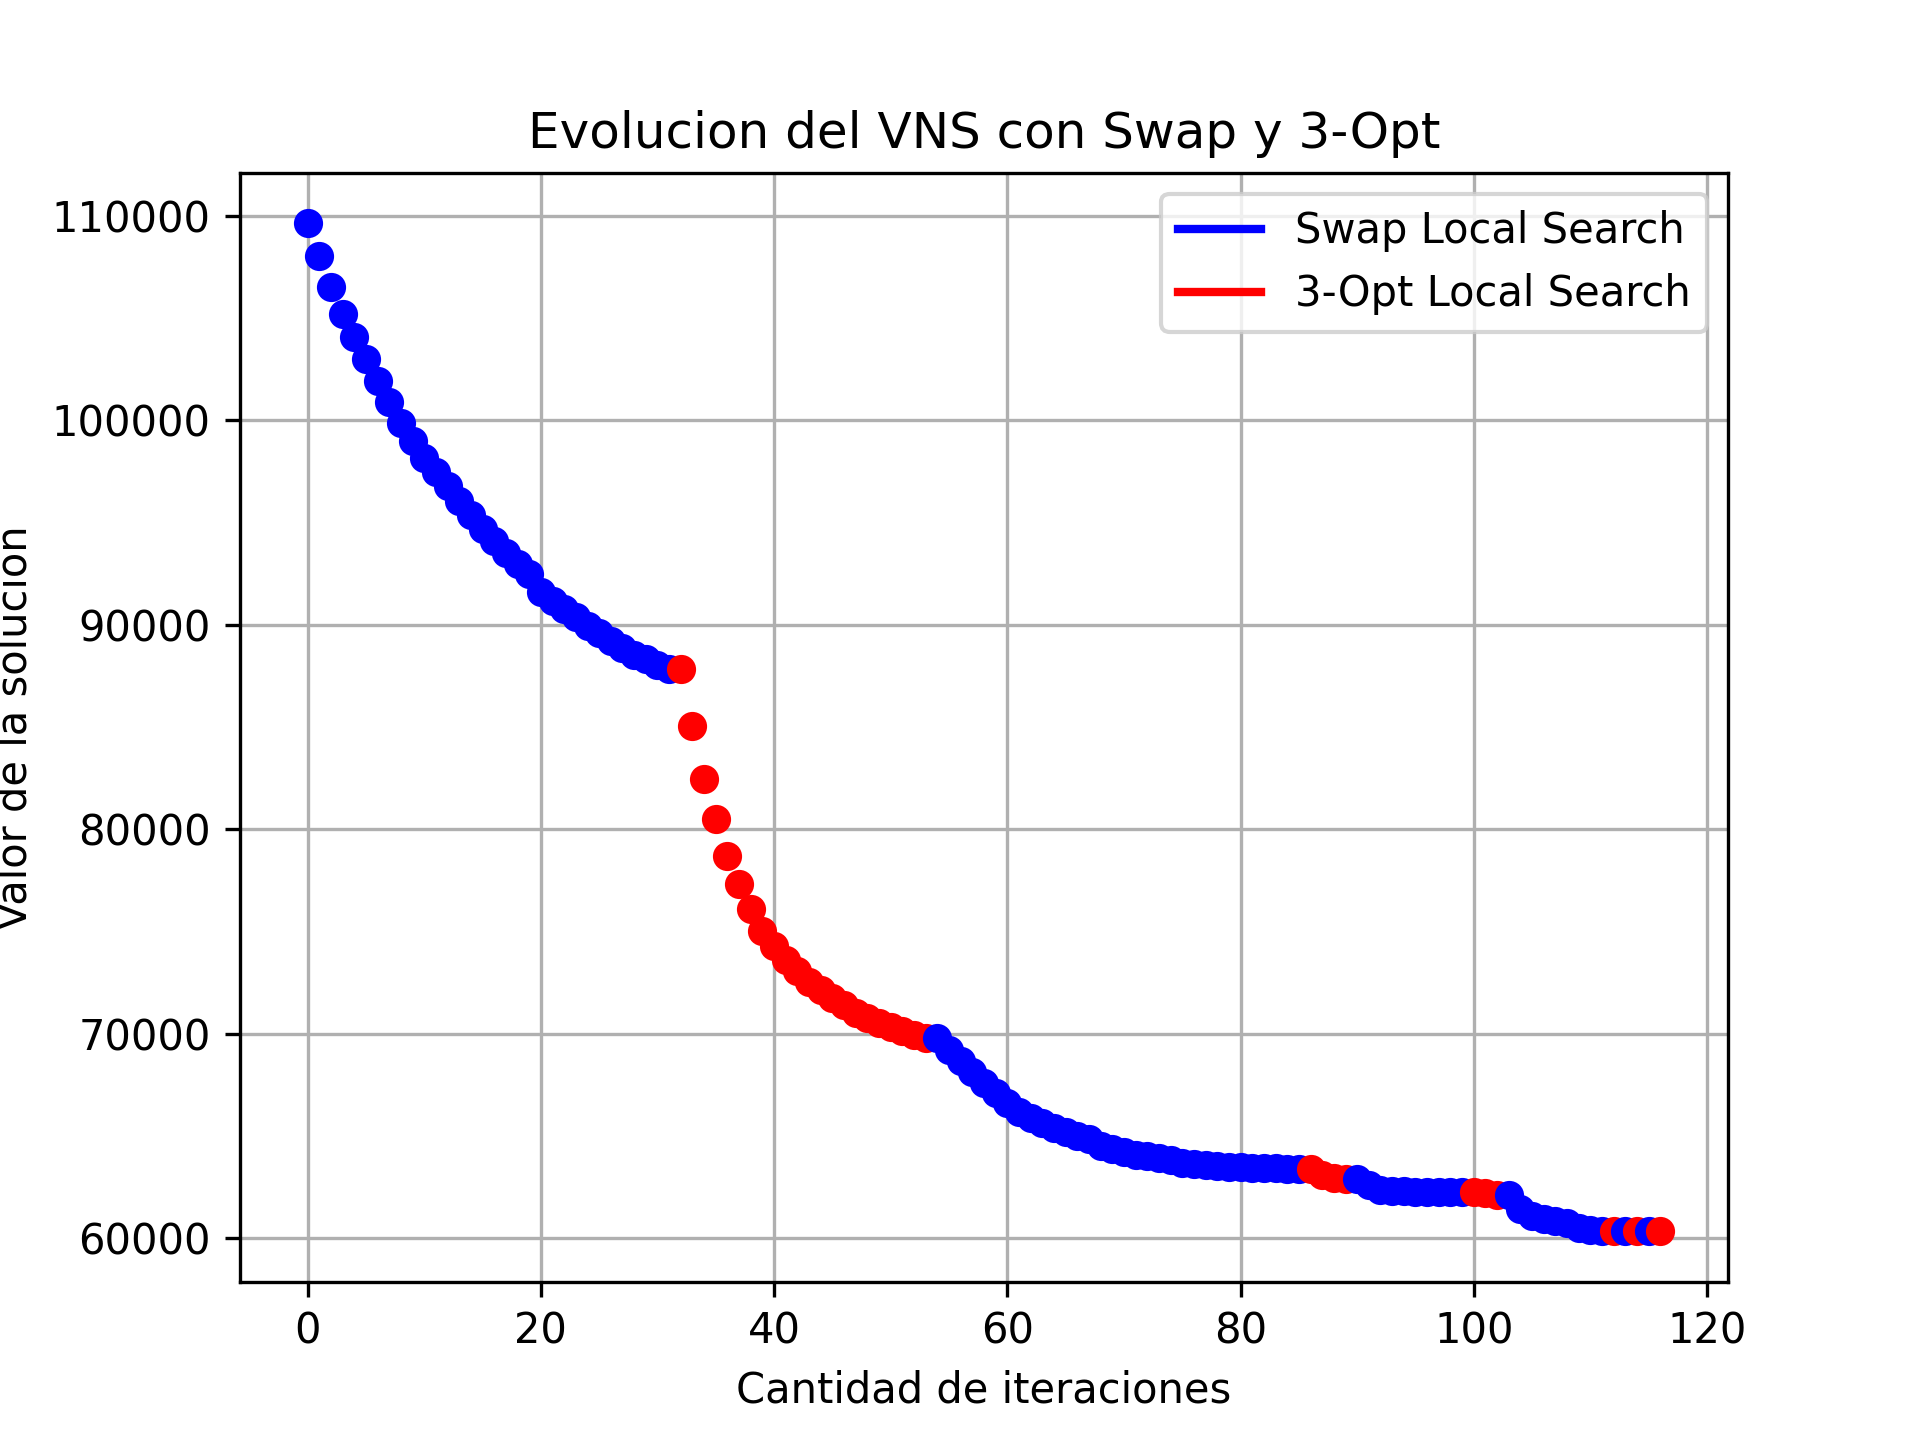 Evolucion del VNS con Swap y 3-Opt
Swap Local Search
3-Opt Local Search
110000
100000
90000
80000
70000
60000
Valor de la solucion
0 20 40 60 80 100 120
Cantidad de iteraciones